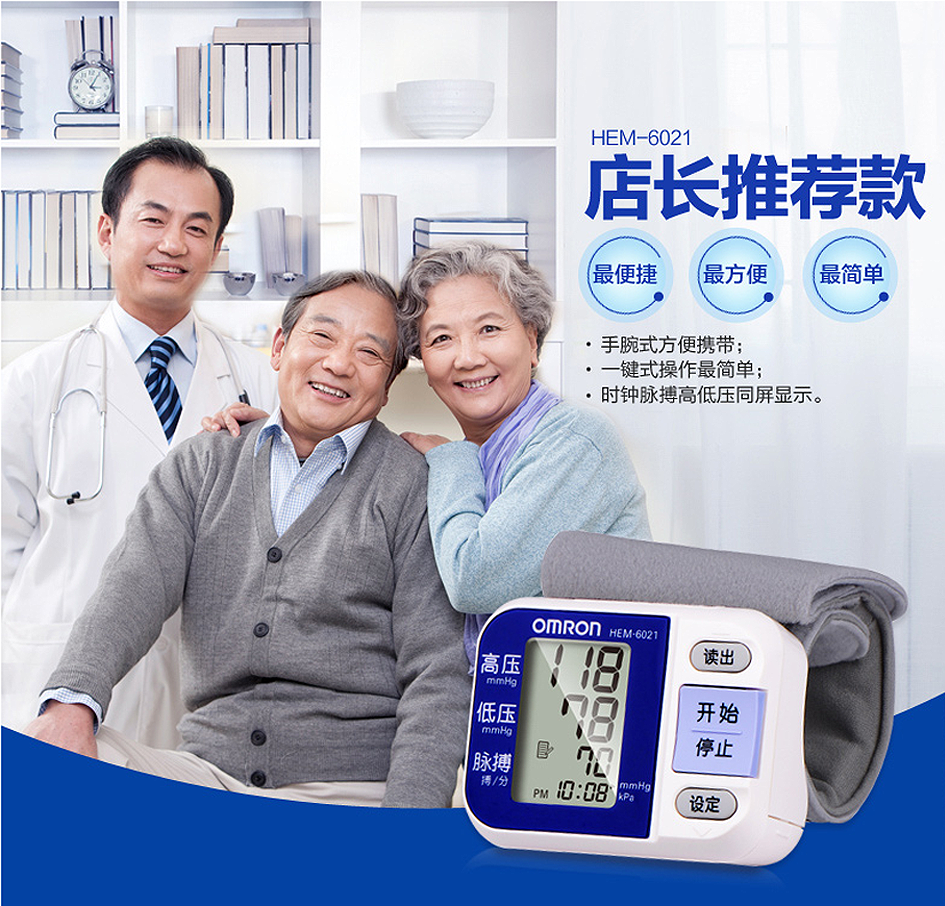 HEM-6021
店长推荐款
最便捷
最方便
最简单
· 手腕式方便携带；
· 一键式操作最简单；
· 时钟脉搏高低压同屏显示。
OMRON HEM-6021
高压
mmHg
118
低压
mmHg
78
脉搏
博/分
70
PM 10:08
mmHg
kPa
读出
开始
停止
设定